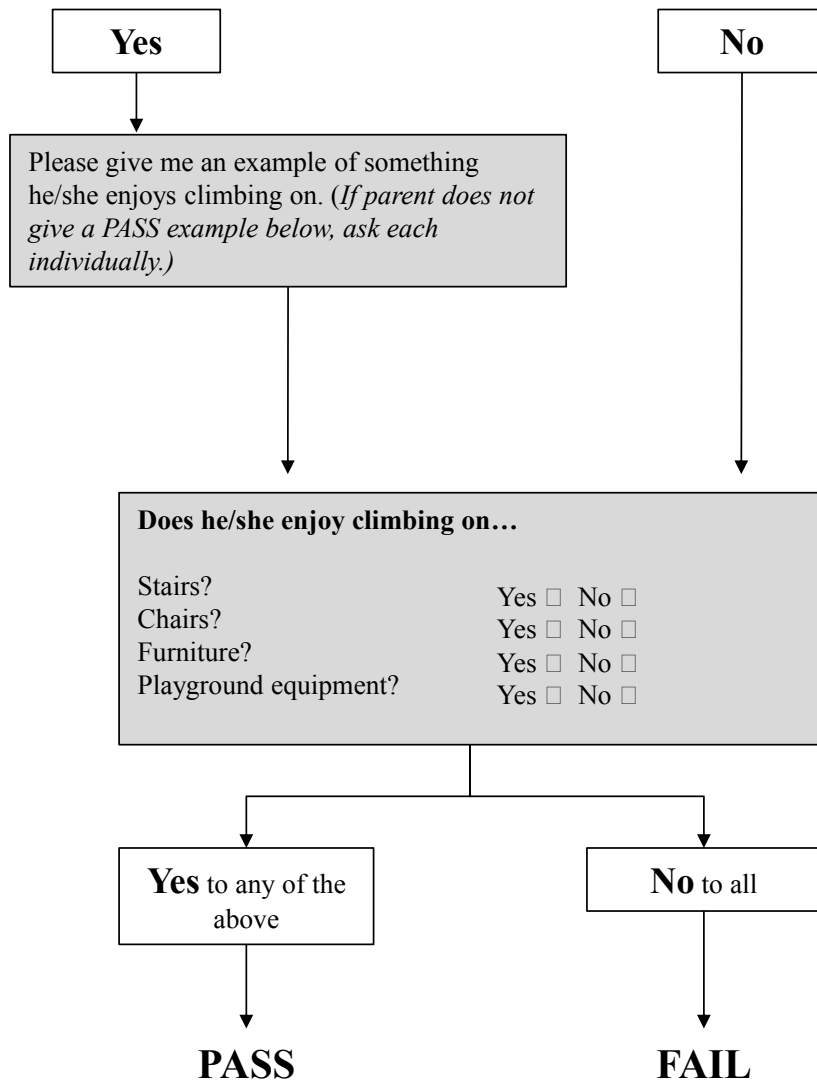 Yes
No
Please give me an example of something
he/she enjoys climbing on. (If parent does not
give a PASS example below, ask each
individually.)
Does he/she enjoy climbing on…
Stairs? Yes □ No □
Chairs? Yes □ No □
Furniture? Yes □ No □
Playground equipment? Yes □ No □
Yes to any of the
above
No to all
PASS
FAIL